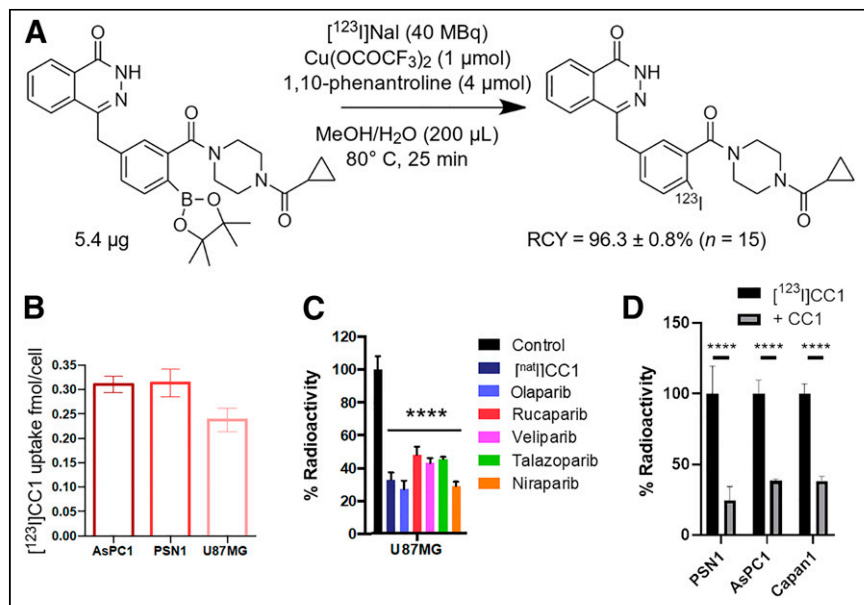 A
[¹²³I]NaI (40 MBq)
Cu(OCOCF₃)₂ (1 µmol)
1,10-phenantroline (4 µmol)
MeOH/H₂O (200 µL)
80° C, 25 min
O
NH
N
O
N
N
O
B
O
O
5.4 µg
O
NH
N
O
N
N
O
¹²³I
RCY = 96.3 ± 0.8% (n = 15)
B
[¹²³I]CC1 uptake fmol/cell
0.35
0.30
0.25
0.20
0.15
0.10
0.05
0.00
AsPC1 PSN1 U87MG
C
% Radioactivity
120
100
80
60
40
20
0
****
U87MG
Control
[ⁿᵃᵗI]CC1
Olaparib
Rucaparib
Veliparib
Talazoparib
Niraparib
D
[¹²³I]CC1
+ CC1
**** **** ****
% Radioactivity
150
100
50
0
PSN1
AsPC1
Capan1